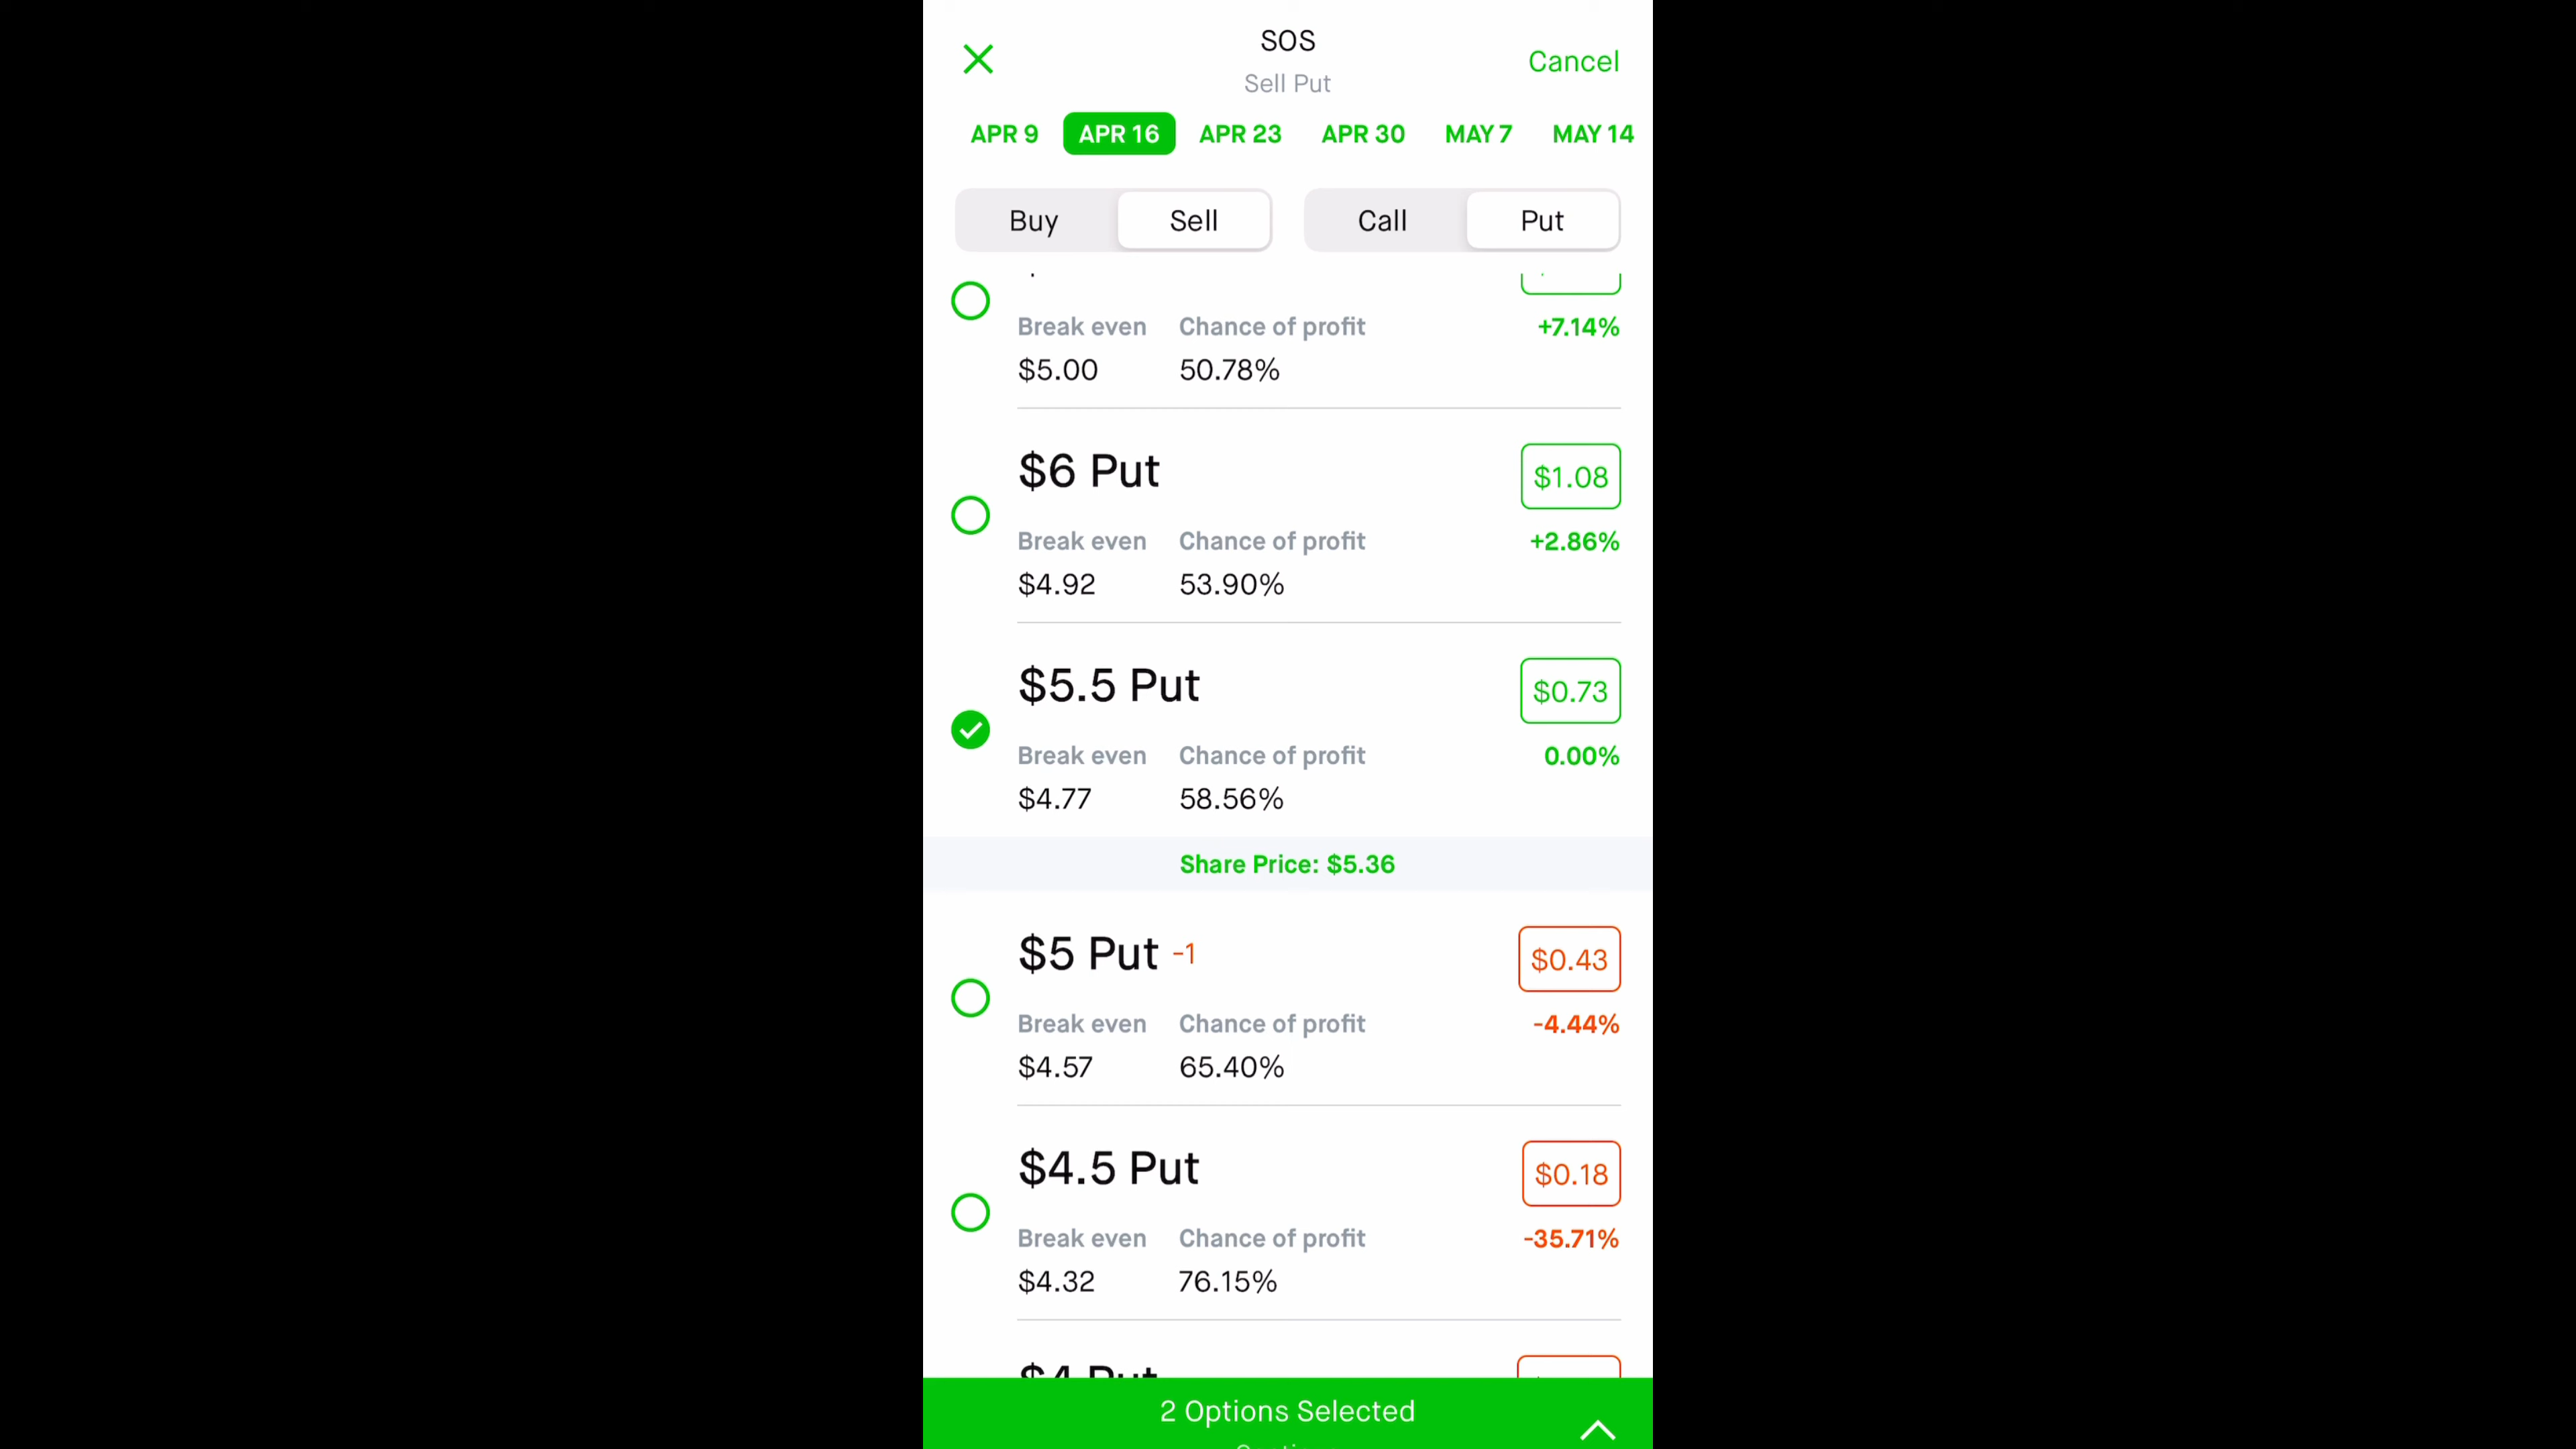 SOS
Cancel
Sell Put
APR 9 APR 16 APR 23 APR 30 MAY 7 MAY 14
Buy Sell Call Put
Break even Chance of profit +7.14%
$5.00 50.78%
$6 Put $1.08
Break even Chance of profit +2.86%
$4.92 53.90%
$5.5 Put $0.73
Break even Chance of profit 0.00%
$4.77 58.56%
Share Price: $5.36
$5 Put -1 $0.43
Break even Chance of profit -4.44%
$4.57 65.40%
$4.5 Put $0.18
Break even Chance of profit -35.71%
$4.32 76.15%
$4 Put
2 Options Selected